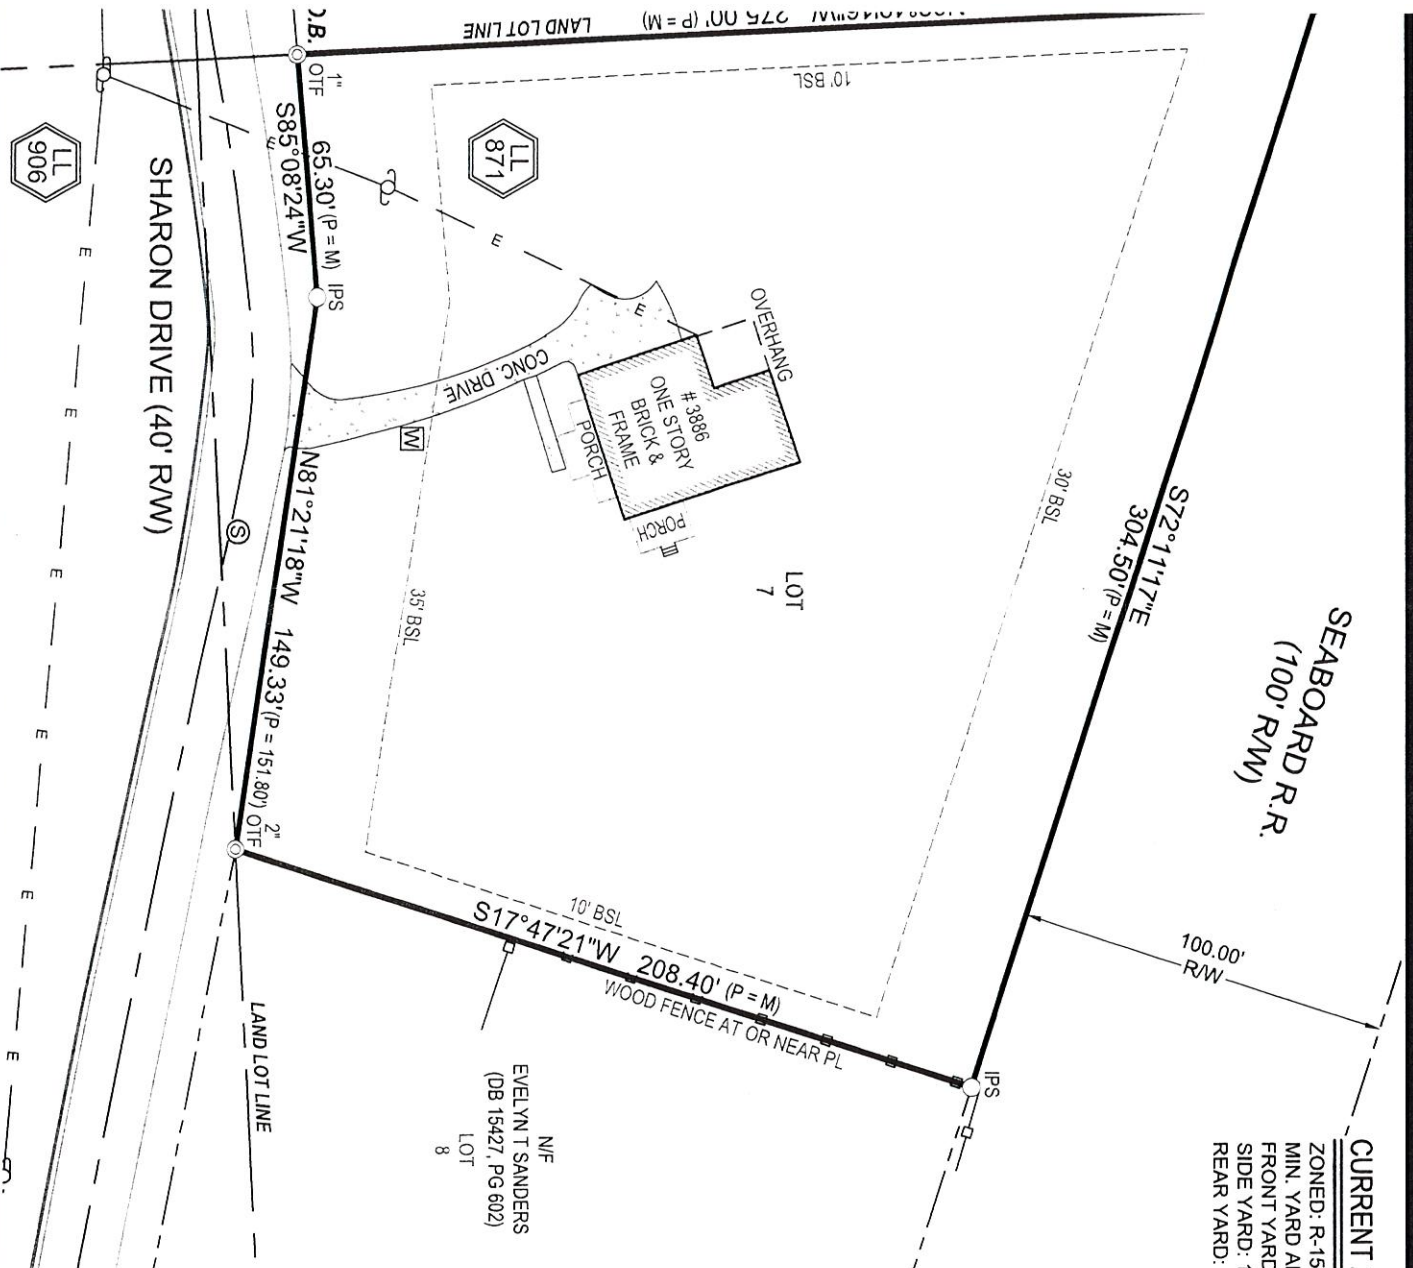 SEABOARD R.R.
(100' R/W)
100.00'
R/W
CURRENT
ZONED: R-15
MIN. YARD
FRONT YARD
SIDE YARD:
REAR YARD:
S72°11'17"E
304.50' (P = M)
30' BSL
275.00' (P = M)
LAND LOT LINE
10' BSL
OVERHANG
LL
871
# 3886
ONE STORY
BRICK &
FRAME
PORCH
PORCH
LOT
7
CONC. DRIVE
W
E
E
E
IPS
10' BSL
S17°47'21"W 208.40' (P = M)
WOOD FENCE AT OR NEAR PL
N/F
EVELYN T SANDERS
(DB 15427, PG 602)
LOT
8
35' BSL
O.B.
1"
OTF
65.30' (P = M)
S85°08'24"W
IPS
N81°21'18"W 149.33' (P = 151.80')
2"
OTF
S
LAND LOT LINE
SHARON DRIVE (40' R/W)
LL
906
E
E
E
E
E
E